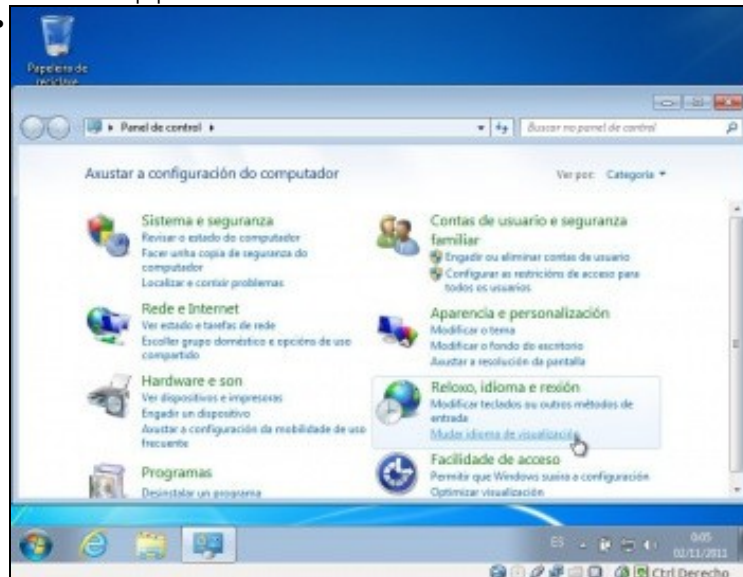 Papeleira de
reciclaxe
Panel de control
Buscar no panel de control
Axustar a configuración do computador
Ver por: Categoría
Sistema e seguranza
Revisar o estado do computador
Facer unha copia de seguranza do
computador
Localizar e corrixir problemas
Rede e Internet
Ver estado e tarefas de rede
Escoller grupo doméstico e opcións de uso
compartido
Hardware e son
Ver dispositivos e impresoras
Engadir un dispositivo
Axustar a configuración da mobilidade de uso
frecuente
Programas
Desinstalar un programa
Contas de usuario e seguranza
familiar
Engadir ou eliminar contas de usuario
Configurar as restricións de acceso para
todos os usuarios
Aparencia e personalización
Modificar o tema
Modificar o fondo do escritorio
Axustar a resolución da pantalla
Reloxo, idioma e rexión
Modificar teclados ou outros métodos de
entrada
Mudar idioma de visualización
Facilidade de acceso
Permitir que Windows suxira a configuración
Optimizar visualización
ES
0:05
02/11/2011
Ctrl Derecho